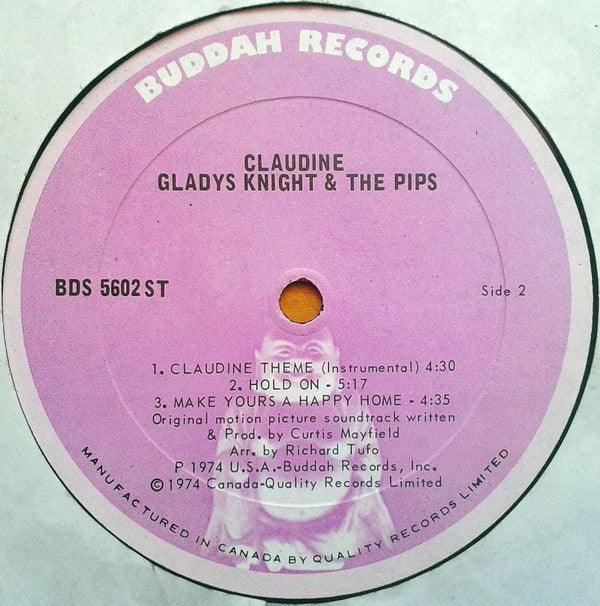 BUDDAH RECORDS
CLAUDINE
GLADYS KNIGHT & THE PIPS
BDS 5602 ST
Side 2
1. CLAUDINE THEME (Instrumental) 4:30
2. HOLD ON - 5:17
3. MAKE YOURS A HAPPY HOME - 4:35
Original motion picture soundtrack written
& Prod. by Curtis Mayfield
Arr. by Richard Tufo
P 1974 U.S.A.-Buddah Records, Inc.
© 1974 Canada-Quality Records Limited
MANUFACTURED IN CANADA BY QUALITY RECORDS LIMITED